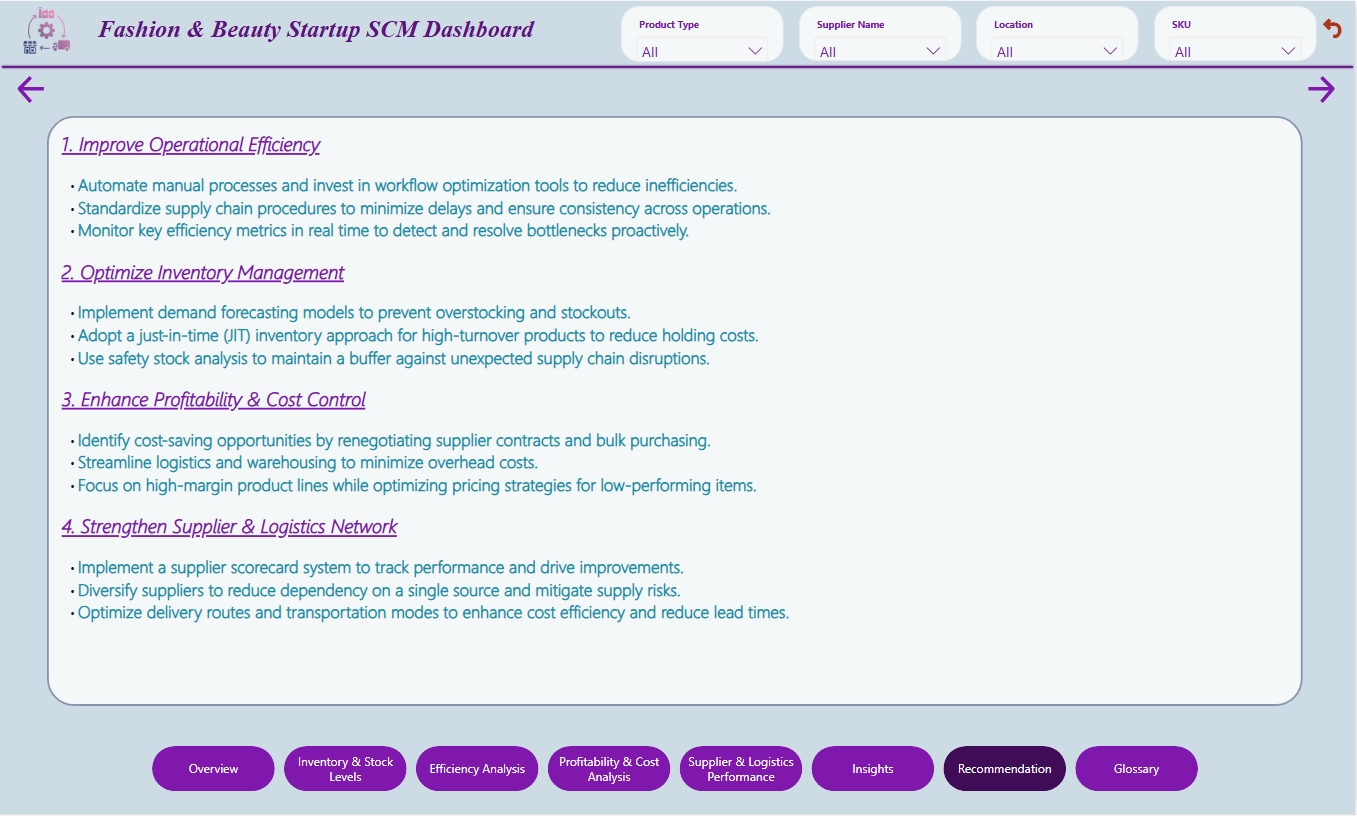 Fashion & Beauty Startup SCM Dashboard
Product Type
All
Supplier Name
All
Location
All
SKU
All
1. Improve Operational Efficiency
• Automate manual processes and invest in workflow optimization tools to reduce inefficiencies.
• Standardize supply chain procedures to minimize delays and ensure consistency across operations.
• Monitor key efficiency metrics in real time to detect and resolve bottlenecks proactively.
2. Optimize Inventory Management
• Implement demand forecasting models to prevent overstocking and stockouts.
• Adopt a just-in-time (JIT) inventory approach for high-turnover products to reduce holding costs.
• Use safety stock analysis to maintain a buffer against unexpected supply chain disruptions.
3. Enhance Profitability & Cost Control
• Identify cost-saving opportunities by renegotiating supplier contracts and bulk purchasing.
• Streamline logistics and warehousing to minimize overhead costs.
• Focus on high-margin product lines while optimizing pricing strategies for low-performing items.
4. Strengthen Supplier & Logistics Network
• Implement a supplier scorecard system to track performance and drive improvements.
• Diversify suppliers to reduce dependency on a single source and mitigate supply risks.
• Optimize delivery routes and transportation modes to enhance cost efficiency and reduce lead times.
Overview
Inventory & Stock
Levels
Efficiency Analysis
Profitability & Cost
Analysis
Supplier & Logistics
Performance
Insights
Recommendation
Glossary